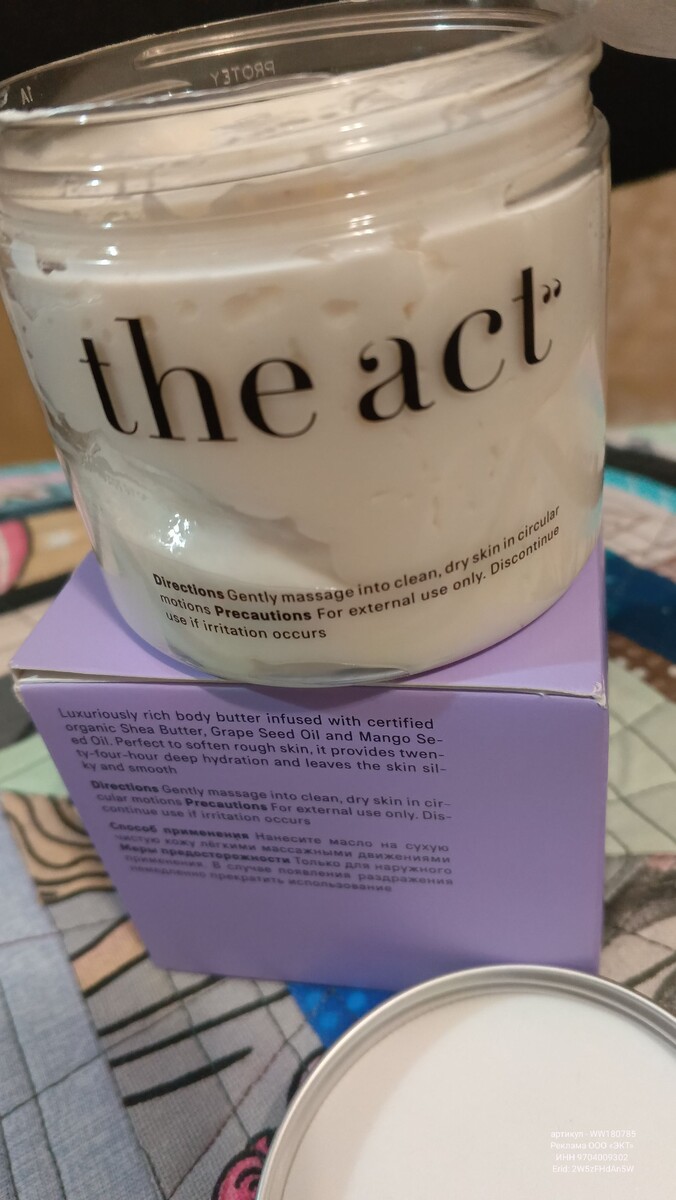 PROTEY
the act”
Directions Gently massage into clean, dry skin in circular
motions Precautions For external use only. Discontinue
use if irritation occurs
Luxuriously rich body butter infused with certified
organic Shea Butter, Grape Seed Oil and Mango Se-
ed Oil. Perfect to soften rough skin, it provides twen-
ty-four-hour deep hydration and leaves the skin sil-
ky and smooth
Directions Gently massage into clean, dry skin in cir-
cular motions Precautions For external use only. Dis-
continue use if irritation occurs
Способ применения Нанесите масло на сухую
чистую кожу лёгкими массажными движениями
Меры предосторожности Только для наружного
применения. В случае появления раздражения
немедленно прекратить использование
артикул - WW180785
Реклама ООО «ЭКТ»
ИНН 9704009302